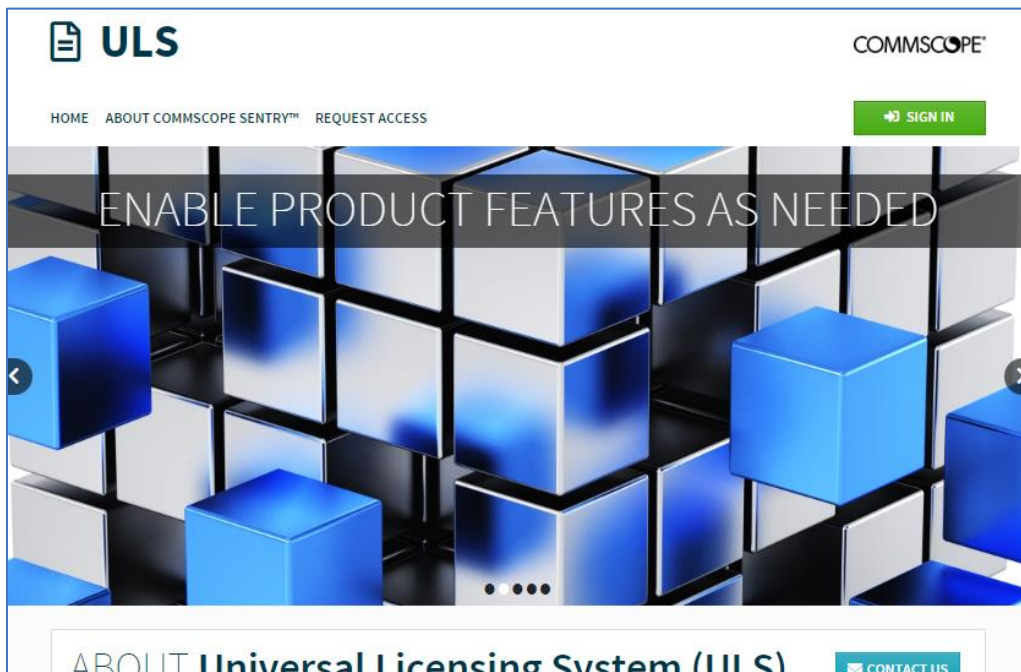 ULS
COMMSCOPE®
HOME ABOUT COMMSCOPE SENTRY™ REQUEST ACCESS
SIGN IN
ENABLE PRODUCT FEATURES AS NEEDED
ABOUT Universal Licensing System (ULS)
CONTACT US